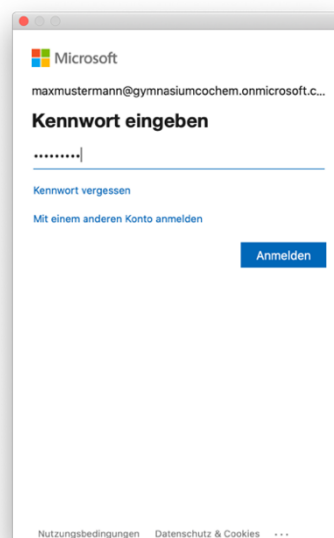 Microsoft
maxmustermann@gymnasiumcochem.onmicrosoft.c...
Kennwort eingeben
•••••••••
Kennwort vergessen
Mit einem anderen Konto anmelden
Anmelden
Nutzungsbedingungen Datenschutz & Cookies ...